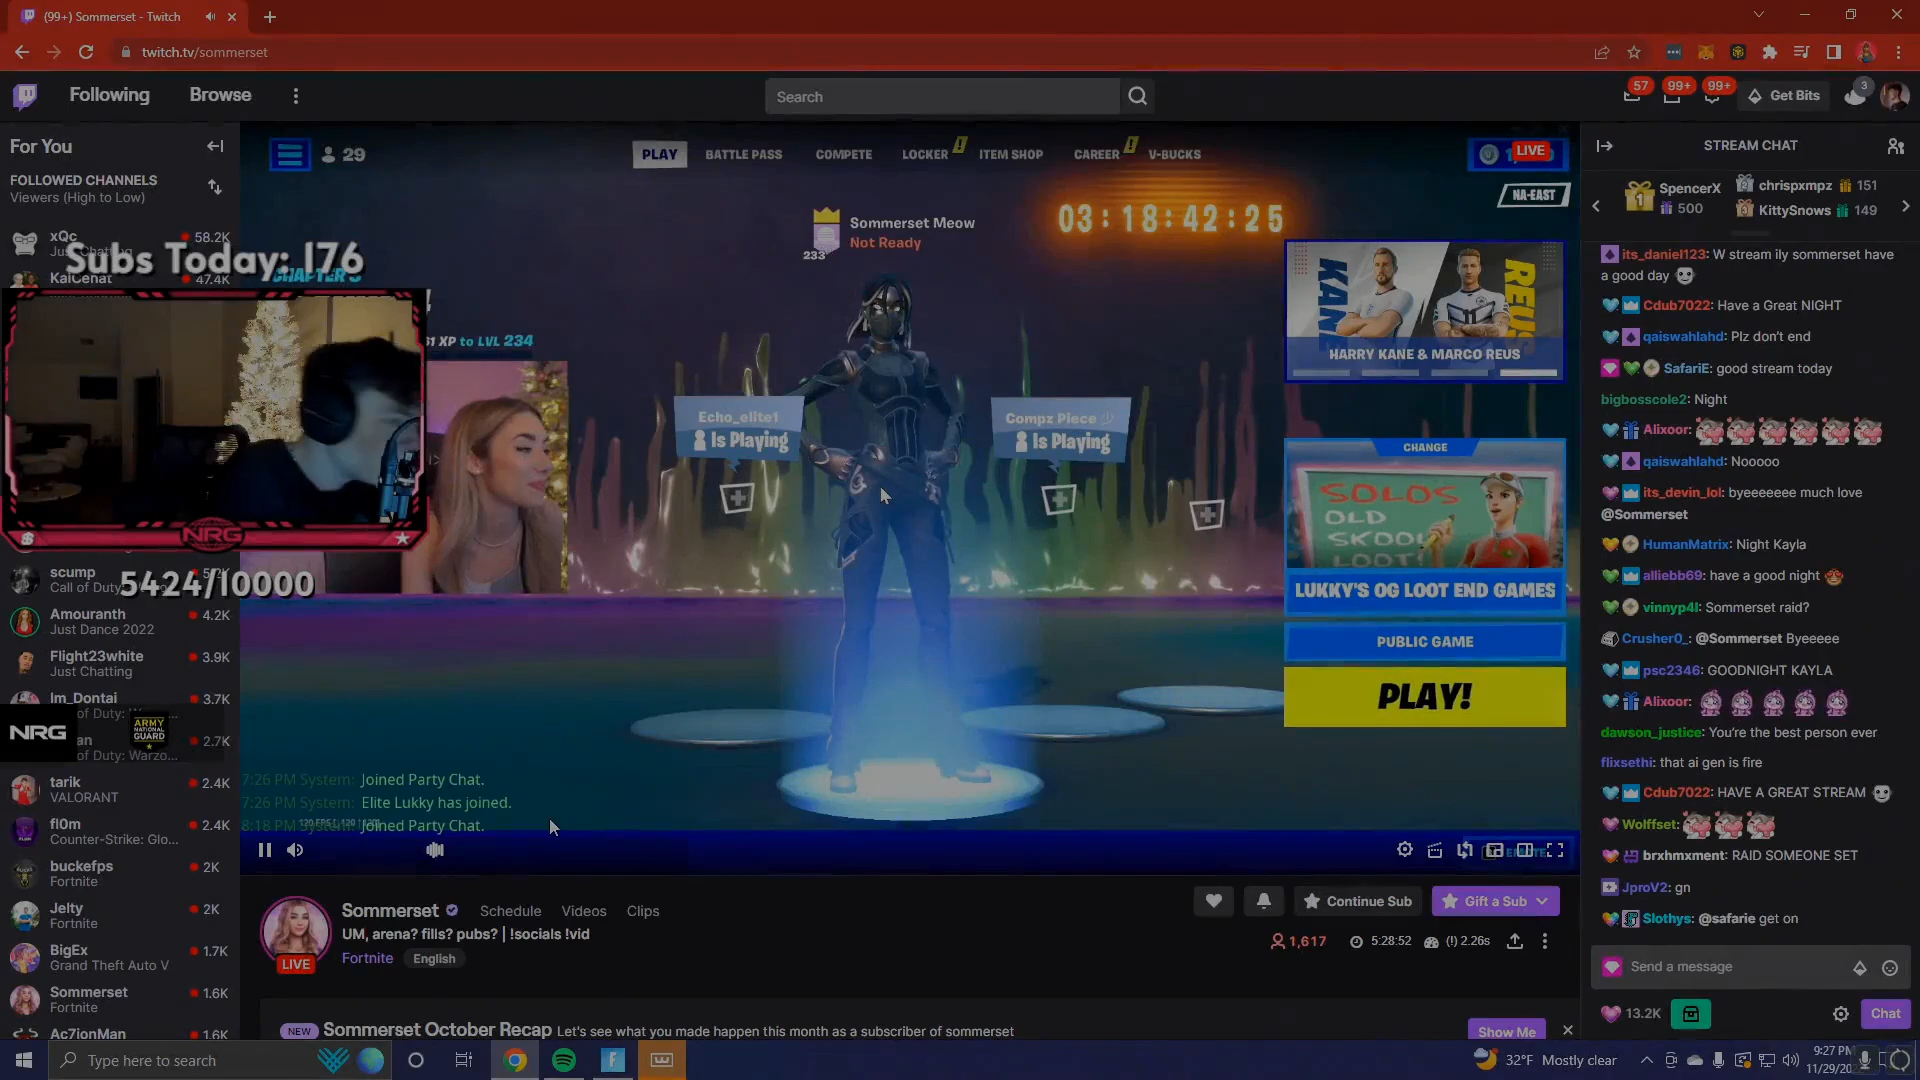 (99+) Sommerset - Twitch
twitch.tv/sommerset
Following
Browse
Search
57
99+
99+
Get Bits
3
For You
FOLLOWED CHANNELS
Viewers (High to Low)
xQc
58.2K
KaiCenat
47.4K
Subs Today: 176
NRG
5424/10000
scump
Call of Duty:
Amouranth
4.2K
Just Dance 2022
Flight23white
3.9K
Just Chatting
Im_Dontai
3.7K
of Duty: W...
NRG
ARMY
NATIONAL
GUARD
2.7K
of Duty: Warzo...
tarik
2.4K
VALORANT
fl0m
2.4K
Counter-Strike: Glo...
buckefps
2K
Fortnite
Jelty
2K
Fortnite
BigEx
1.7K
Grand Theft Auto V
Sommerset
1.6K
Fortnite
Ac7ionMan
1.6K
29
PLAY
BATTLE PASS
COMPETE
LOCKER
ITEM SHOP
CAREER
V-BUCKS
LIVE
NA-EAST
Sommerset Meow
Not Ready
233
03:18:42:25
XP to LVL 234
KANE
REUS
HARRY KANE & MARCO REUS
Echo_elite1
Is Playing
Compz Piece
Is Playing
CHANGE
SOLOS
OLD
SKOOL
LOOT!
LUKKY'S OG LOOT END GAMES
PUBLIC GAME
PLAY!
7:26 PM System: Joined Party Chat.
7:26 PM System: Elite Lukky has joined.
8:18 PM System: Joined Party Chat.
Sommerset
Schedule
Videos
Clips
UM, arena? fills? pubs? | !socials !vid
LIVE
Fortnite
English
Continue Sub
Gift a Sub
1,617
5:28:52
(!) 2.26s
NEW
Sommerset October Recap
Let's see what you made happen this month as a subscriber of sommerset
Show Me
STREAM CHAT
1
SpencerX
500
chrispxmpz
151
KittySnows
149
its_daniel123: W stream ily sommerset have
a good day
Cdub7022: Have a Great NIGHT
qaiswahlahd: Plz don't end
SafariE: good stream today
bigbosscole2: Night
Alixoor:
qaiswahlahd: Nooooo
its_devin_lol: byeeeeee much love
@Sommerset
HumanMatrix: Night Kayla
alliebb69: have a good night
vinnyp4l: Sommerset raid?
Crusher0_: @Sommerset Byeeeee
psc2346: GOODNIGHT KAYLA
Alixoor:
dawson_justice: You're the best person ever
flixsethi: that ai gen is fire
Cdub7022: HAVE A GREAT STREAM
Wolffset:
brxhmxment: RAID SOMEONE SET
JproV2: gn
Slothys: @safarie get on
Send a message
13.2K
Chat
Type here to search
32°F Mostly clear
9:27 PM